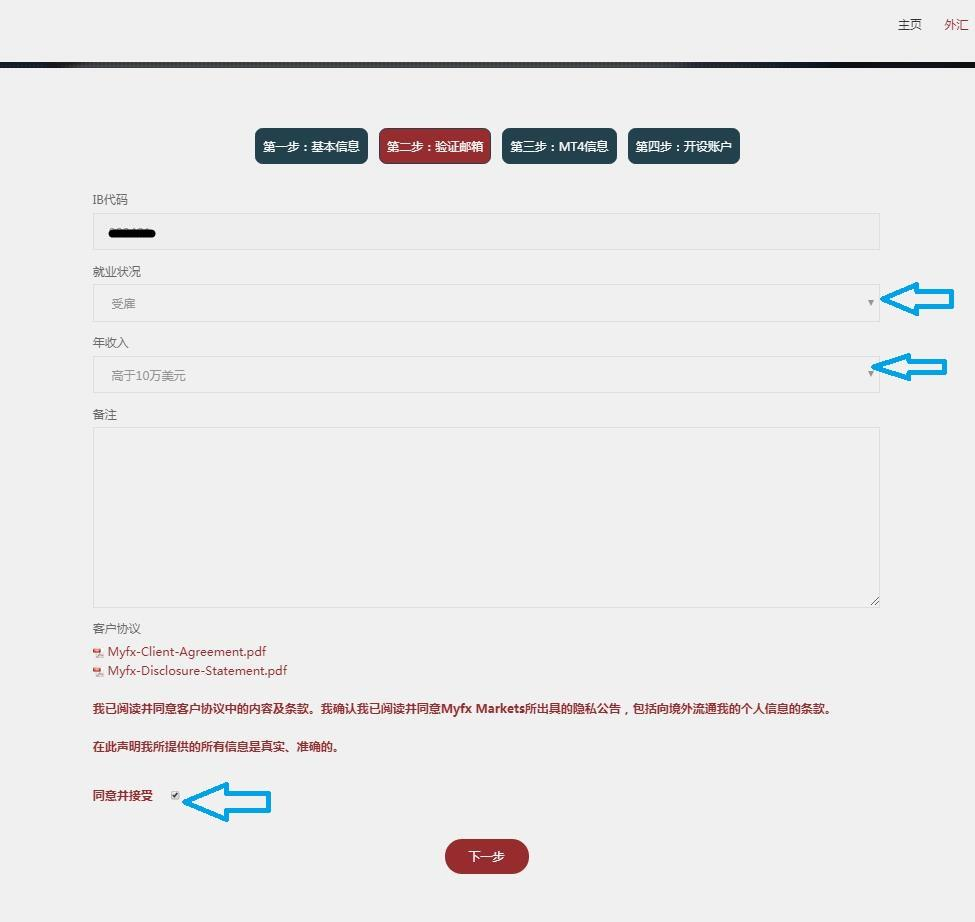 主页 外汇
第一步：基本信息 第二步：验证邮箱 第三步：MT4信息 第四步：开设账户
IB代码
就业状况
受雇
年收入
高于10万美元
备注
客户协议
Myfx-Client-Agreement.pdf
Myfx-Disclosure-Statement.pdf
我已阅读并同意客户协议中的内容及条款。我确认我已阅读并同意Myfx Markets所出具的隐私公告，包括向境外流通我的个人信息的条款。
在此声明我所提供的所有信息是真实、准确的。
同意并接受
下一步